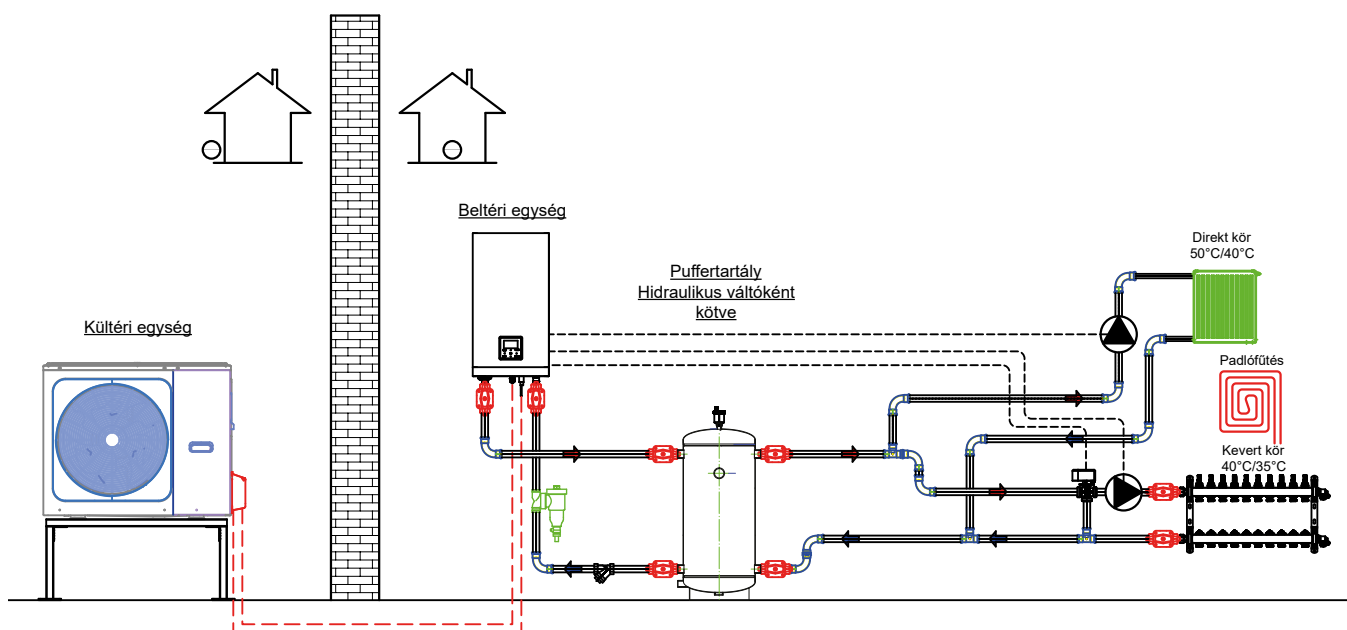 Beltéri egység
Puffertartály
Hidraulikus váltóként
kötve
Kültéri egység
Direkt kör
50°C/40°C
Padlófűtés
Kevert kör
40°C/35°C